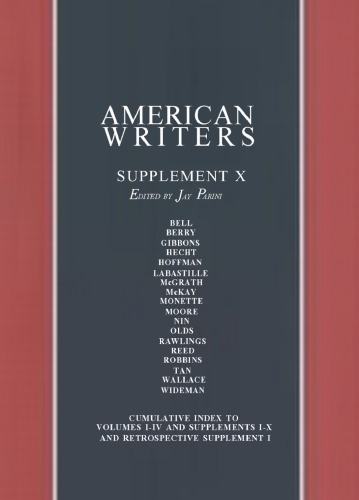 AMERICAN
WRITERS
SUPPLEMENT X
EDITED BY JAY PARINI
BELL
BERRY
GIBBONS
HECHT
HOFFMAN
LABASTILLE
McGRATH
McKAY
MONETTE
MOORE
NIN
OLDS
RAWLINGS
REED
ROBBINS
TAN
WALLACE
WIDEMAN
CUMULATIVE INDEX TO
VOLUMES I-IV AND SUPPLEMENTS I-X
AND RETROSPECTIVE SUPPLEMENT I